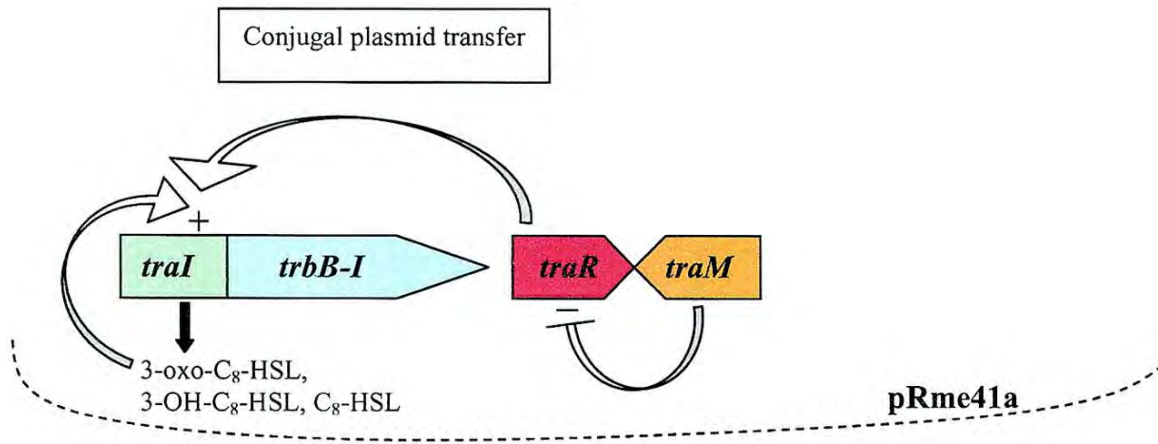 Conjugal plasmid transfer
+
traI
trbB-I
traR
traM
–
3-oxo-C₈-HSL,
3-OH-C₈-HSL, C₈-HSL
pRme41a